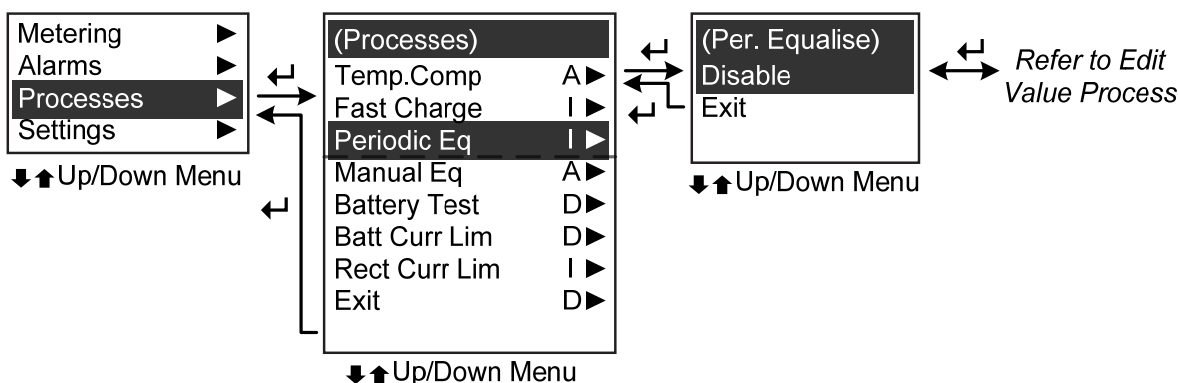 Metering ►
Alarms ►
Processes ►
Settings ►
⬇⬆Up/Down Menu
(Processes)
Temp.Comp A►
Fast Charge I►
Periodic Eq I►
Manual Eq A►
Battery Test D►
Batt Curr Lim D►
Rect Curr Lim I►
Exit D►
⬇⬆Up/Down Menu
(Per. Equalise)
Disable
Exit
⬇⬆Up/Down Menu
Refer to Edit
Value Process